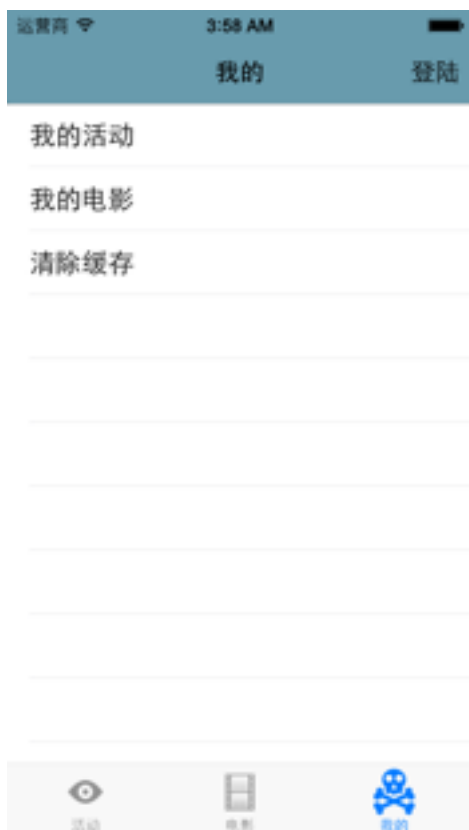 运营商 3:58 AM
我的 登陆
我的活动
我的电影
清除缓存
活动 电影 我的